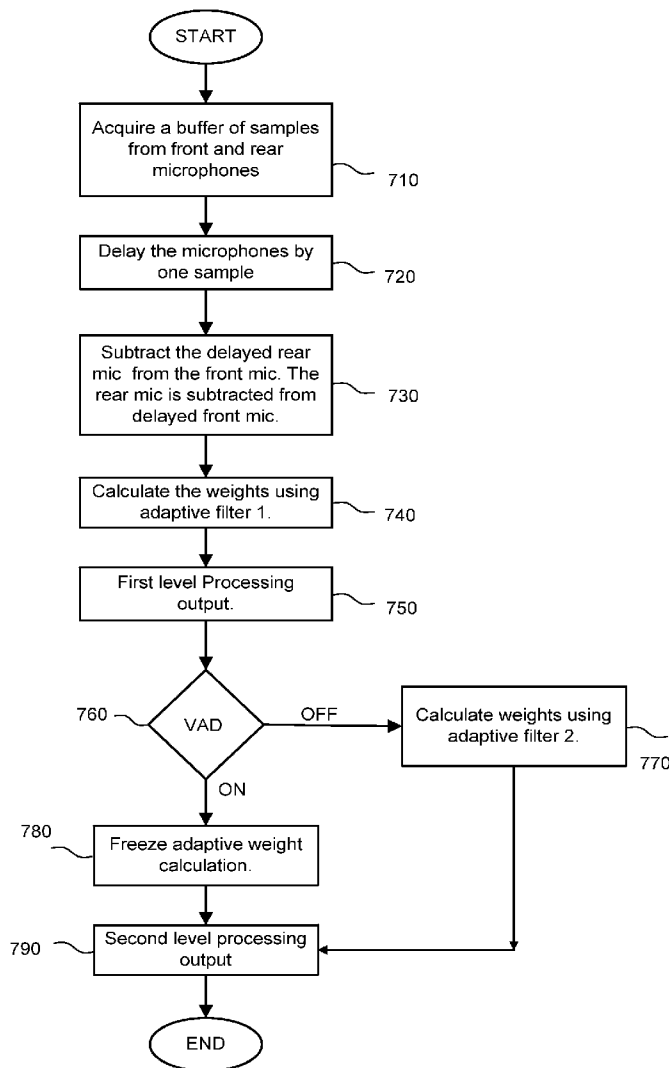 START
Acquire a buffer of samples
from front and rear
microphones
710
Delay the microphones by
one sample
720
Subtract the delayed rear
mic from the front mic. The
rear mic is subtracted from
delayed front mic.
730
Calculate the weights using
adaptive filter 1.
740
First level Processing
output.
750
760
VAD
OFF
Calculate weights using
adaptive filter 2.
770
ON
780
Freeze adaptive weight
calculation.
790
Second level processing
output
END